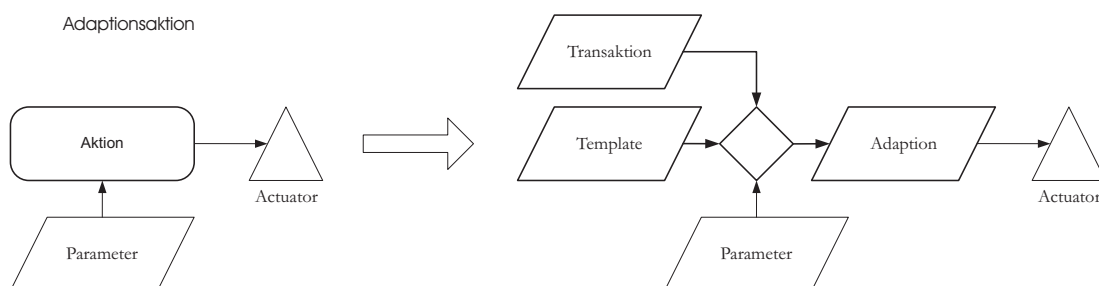 Adaptionsaktion
Aktion
Actuator
Parameter
Transaktion
Template
Adaption
Actuator
Parameter